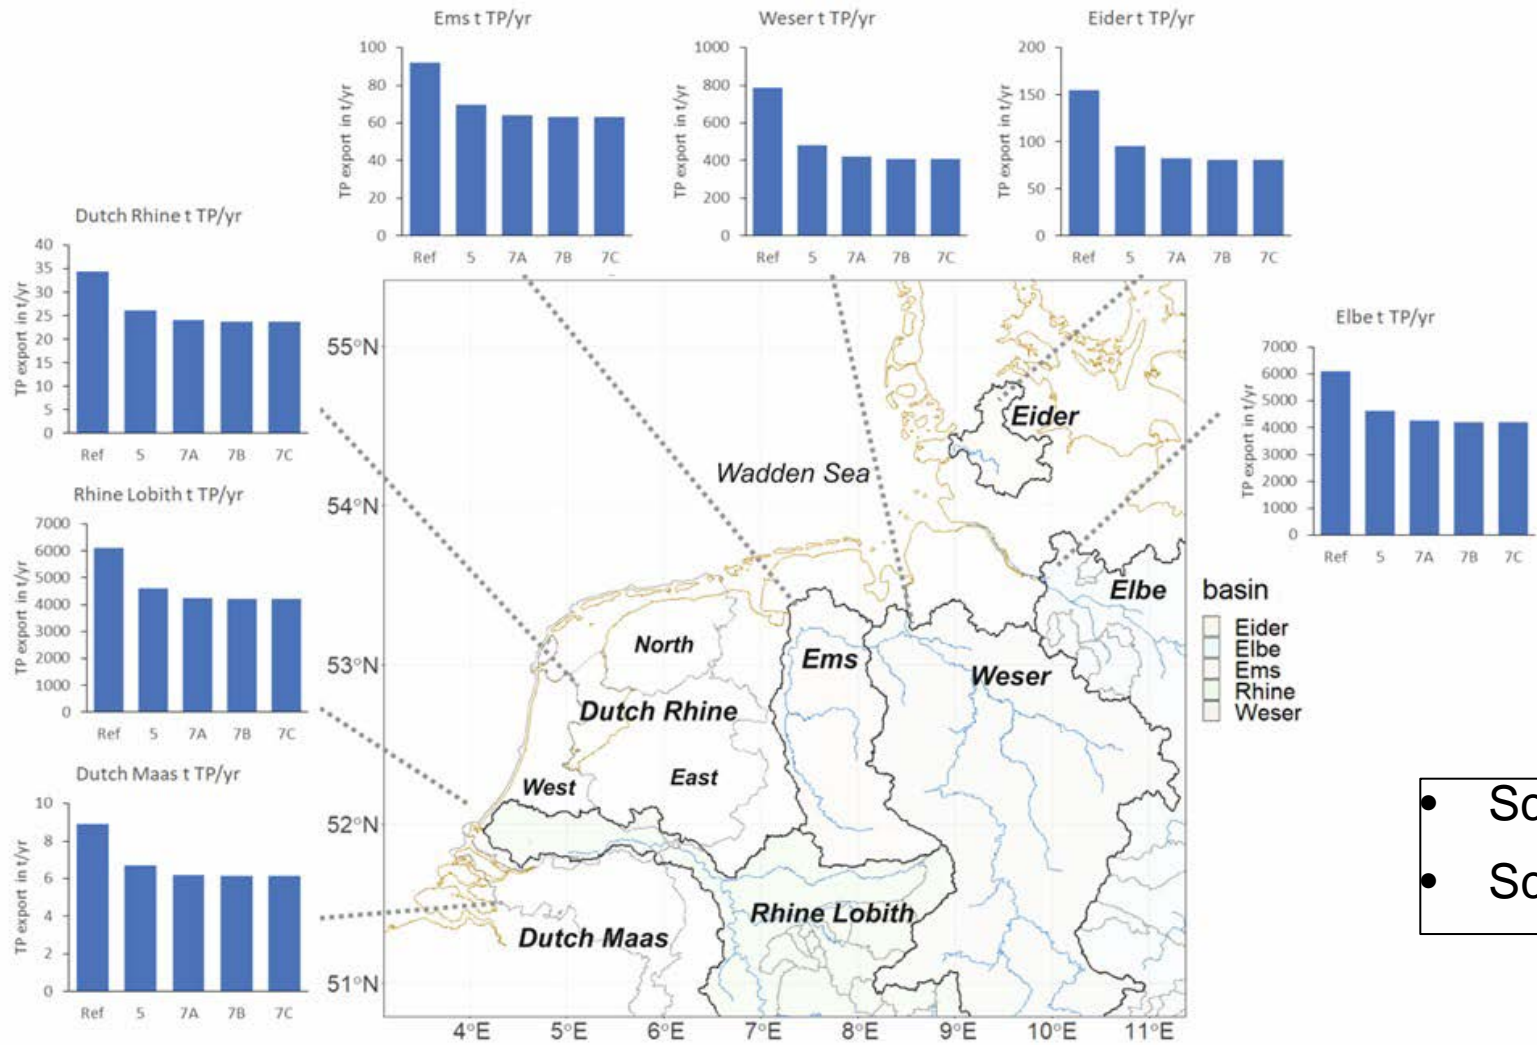 Ems t TP/yr
TP export in t/yr
100
80
60
40
20
0
Ref 5 7A 7B 7C
Weser t TP/yr
TP export in t/yr
1000
800
600
400
200
0
Ref 5 7A 7B 7C
Eider t TP/yr
TP export in t/yr
200
150
100
50
0
Ref 5 7A 7B 7C
Dutch Rhine t TP/yr
TP export in t/yr
40
35
30
25
20
15
10
5
0
Ref 5 7A 7B 7C
Elbe t TP/yr
TP export in t/yr
7000
6000
5000
4000
3000
2000
1000
0
Ref 5 7A 7B 7C
Rhine Lobith t TP/yr
TP export in t/yr
7000
6000
5000
4000
3000
2000
1000
0
Ref 5 7A 7B 7C
Dutch Maas t TP/yr
TP export in t/yr
10
8
6
4
2
0
Ref 5 7A 7B 7C
55°N
54°N
53°N
52°N
51°N
4°E 5°E 6°E 7°E 8°E 9°E 10°E 11°E
Eider
Wadden Sea
Elbe
North
Ems
Weser
Dutch Rhine
West
East
Rhine Lobith
Dutch Maas
basin
Eider
Elbe
Ems
Rhine
Weser
• Sc
• Sc